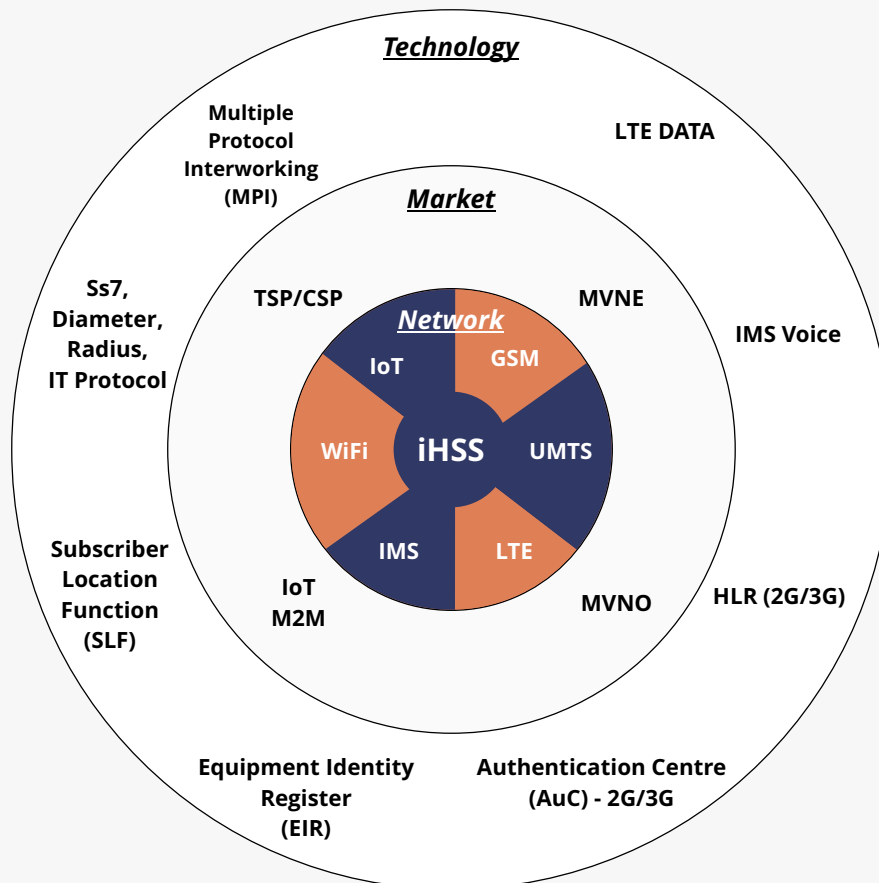 Technology
Multiple
Protocol
Interworking
(MPI)
LTE DATA
Market
Ss7,
Diameter,
Radius,
IT Protocol
TSP/CSP
MVNE
Network
IoT
GSM
IMS Voice
WiFi
iHSS
UMTS
IMS
LTE
Subscriber
Location
Function
(SLF)
IoT
M2M
MVNO
HLR (2G/3G)
Equipment Identity
Register
(EIR)
Authentication Centre
(AuC) - 2G/3G